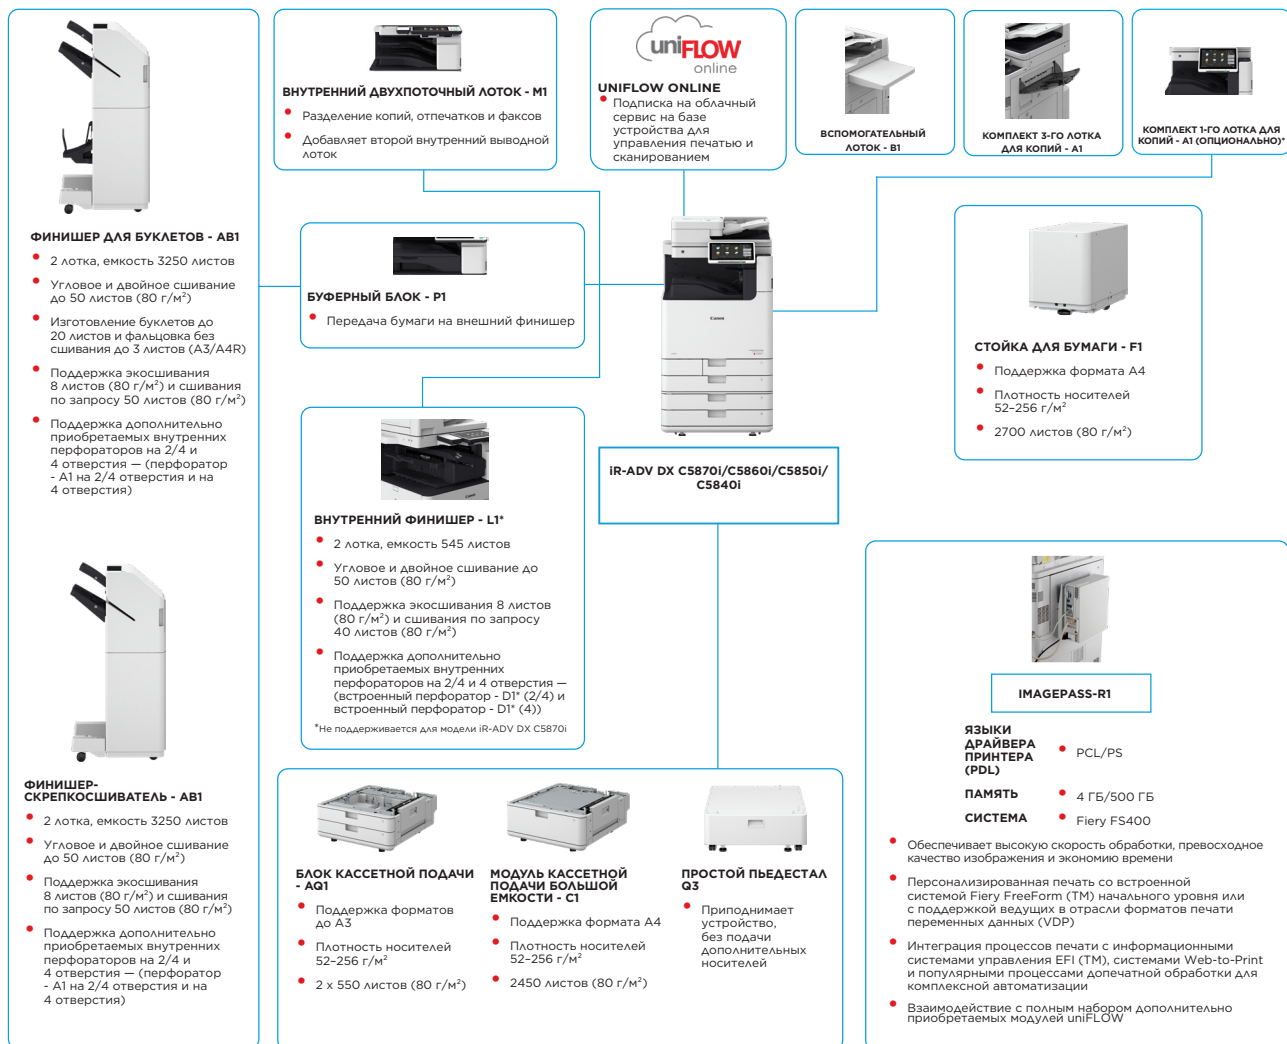 ФИНИШЕР ДЛЯ БУКЛЕТОВ - AB1
2 лотка, емкость 3250 листов
Угловое и двойное сшивание
до 50 листов (80 г/м²)
Изготовление буклетов до
20 листов и фальцовка без
сшивания до 3 листов (A3/A4R)
Поддержка экосшивания
8 листов (80 г/м²) и сшивания
по запросу 50 листов (80 г/м²)
Поддержка дополнительно
приобретаемых внутренних
перфораторов на 2/4 и
4 отверстия — (перфоратор
- A1 на 2/4 отверстия и на
4 отверстия)
ФИНИШЕР-
СКРЕПКОСШИВАТЕЛЬ - AB1
2 лотка, емкость 3250 листов
Угловое и двойное сшивание
до 50 листов (80 г/м²)
Поддержка экосшивания
8 листов (80 г/м²) и сшивания
по запросу 50 листов (80 г/м²)
Поддержка дополнительно
приобретаемых внутренних
перфораторов на 2/4 и
4 отверстия — (перфоратор
- A1 на 2/4 отверстия и на
4 отверстия)
ВНУТРЕННИЙ ДВУХПОТОЧНЫЙ ЛОТОК - M1
Разделение копий, отпечатков и факсов
Добавляет второй внутренний выводной
лоток
uniFLOW
online
UNIFLOW ONLINE
Подписка на облачный
сервис на базе
устройства для
управления печатью и
сканированием
ВСПОМОГАТЕЛЬНЫЙ
ЛОТОК - B1
КОМПЛЕКТ 3-ГО ЛОТКА
ДЛЯ КОПИЙ - A1
КОМПЛЕКТ 1-ГО ЛОТКА ДЛЯ
КОПИЙ - A1 (ОПЦИОНАЛЬНО)*
БУФЕРНЫЙ БЛОК - P1
Передача бумаги на внешний финишер
Canon
СТОЙКА ДЛЯ БУМАГИ - F1
Поддержка формата A4
Плотность носителей
52–256 г/м²
2700 листов (80 г/м²)
iR-ADV DX C5870i/C5860i/C5850i/
C5840i
ВНУТРЕННИЙ ФИНИШЕР - L1*
2 лотка, емкость 545 листов
Угловое и двойное сшивание до
50 листов (80 г/м²)
Поддержка экосшивания 8 листов
(80 г/м²) и сшивания по запросу
40 листов (80 г/м²)
Поддержка дополнительно
приобретаемых внутренних
перфораторов на 2/4 и 4 отверстия —
(встроенный перфоратор - D1* (2/4) и
встроенный перфоратор - D1* (4))
*Не поддерживается для модели iR-ADV DX C5870i
БЛОК КАССЕТНОЙ ПОДАЧИ
- AQ1
Поддержка форматов
до A3
Плотность носителей
52–256 г/м²
2 x 550 листов (80 г/м²)
МОДУЛЬ КАССЕТНОЙ
ПОДАЧИ БОЛЬШОЙ
ЕМКОСТИ - C1
Поддержка формата A4
Плотность носителей
52–256 г/м²
2450 листов (80 г/м²)
ПРОСТОЙ ПЬЕДЕСТАЛ
Q3
Приподнимает
устройство,
без подачи
дополнительных
носителей
IMAGEPASS-R1
ЯЗЫКИ
ДРАЙВЕРА
ПРИНТЕРА
(PDL)
PCL/PS
ПАМЯТЬ
4 ГБ/500 ГБ
СИСТЕМА
Fiery FS400
Обеспечивает высокую скорость обработки, превосходное
качество изображения и экономию времени
Персонализированная печать со встроенной
системой Fiery FreeForm (TM) начального уровня или
с поддержкой ведущих в отрасли форматов печати
переменных данных (VDP)
Интеграция процессов печати с информационными
системами управления EFI (TM), системами Web-to-Print
и популярными процессами допечатной обработки для
комплексной автоматизации
Взаимодействие с полным набором дополнительно
приобретаемых модулей uniFLOW